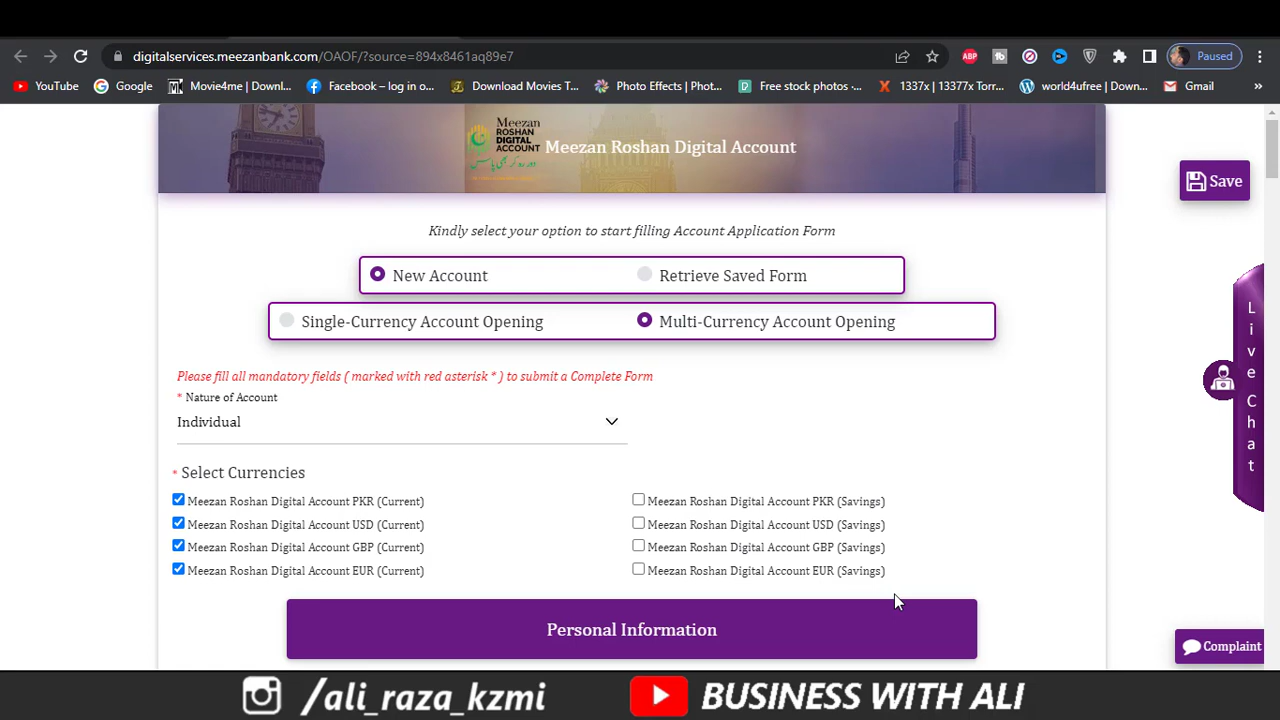 digitalservices.meezanbank.com/OAOF/?source=894x8461aq89e7
Paused
YouTube Google Movie4me | Downl... Facebook – log in o... Download Movies T... Photo Effects | Phot... Free stock photos ·... 1337x | 13377x Torr... world4ufree | Down... Gmail »
Meezan
ROSHAN
DIGITAL
ACCOUNT
Meezan Roshan Digital Account
Save
Kindly select your option to start filling Account Application Form
New Account Retrieve Saved Form
Single-Currency Account Opening Multi-Currency Account Opening
Live Chat
Please fill all mandatory fields ( marked with red asterisk * ) to submit a Complete Form
* Nature of Account
Individual
* Select Currencies
Meezan Roshan Digital Account PKR (Current) Meezan Roshan Digital Account PKR (Savings)
Meezan Roshan Digital Account USD (Current) Meezan Roshan Digital Account USD (Savings)
Meezan Roshan Digital Account GBP (Current) Meezan Roshan Digital Account GBP (Savings)
Meezan Roshan Digital Account EUR (Current) Meezan Roshan Digital Account EUR (Savings)
Personal Information
Complaint
/ali_raza_kzmi BUSINESS WITH ALI